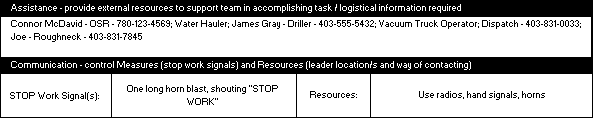 Assistance - provide external resources to support team in accomplishing task / logistical information required
Connor McDavid - OSR - 780-123-4569; Water Hauler; James Gray - Driller - 403-555-5432; Vacuum Truck Operator; Dispatch - 403-831-0033;
Joe - Roughneck - 403-831-7845
Communication - control Measures (stop work signals) and Resources (leader location/s and way of contacting)
STOP Work Signal(s):
One long horn blast, shouting "STOP
WORK"
Resources:
Use radios, hand signals, horns